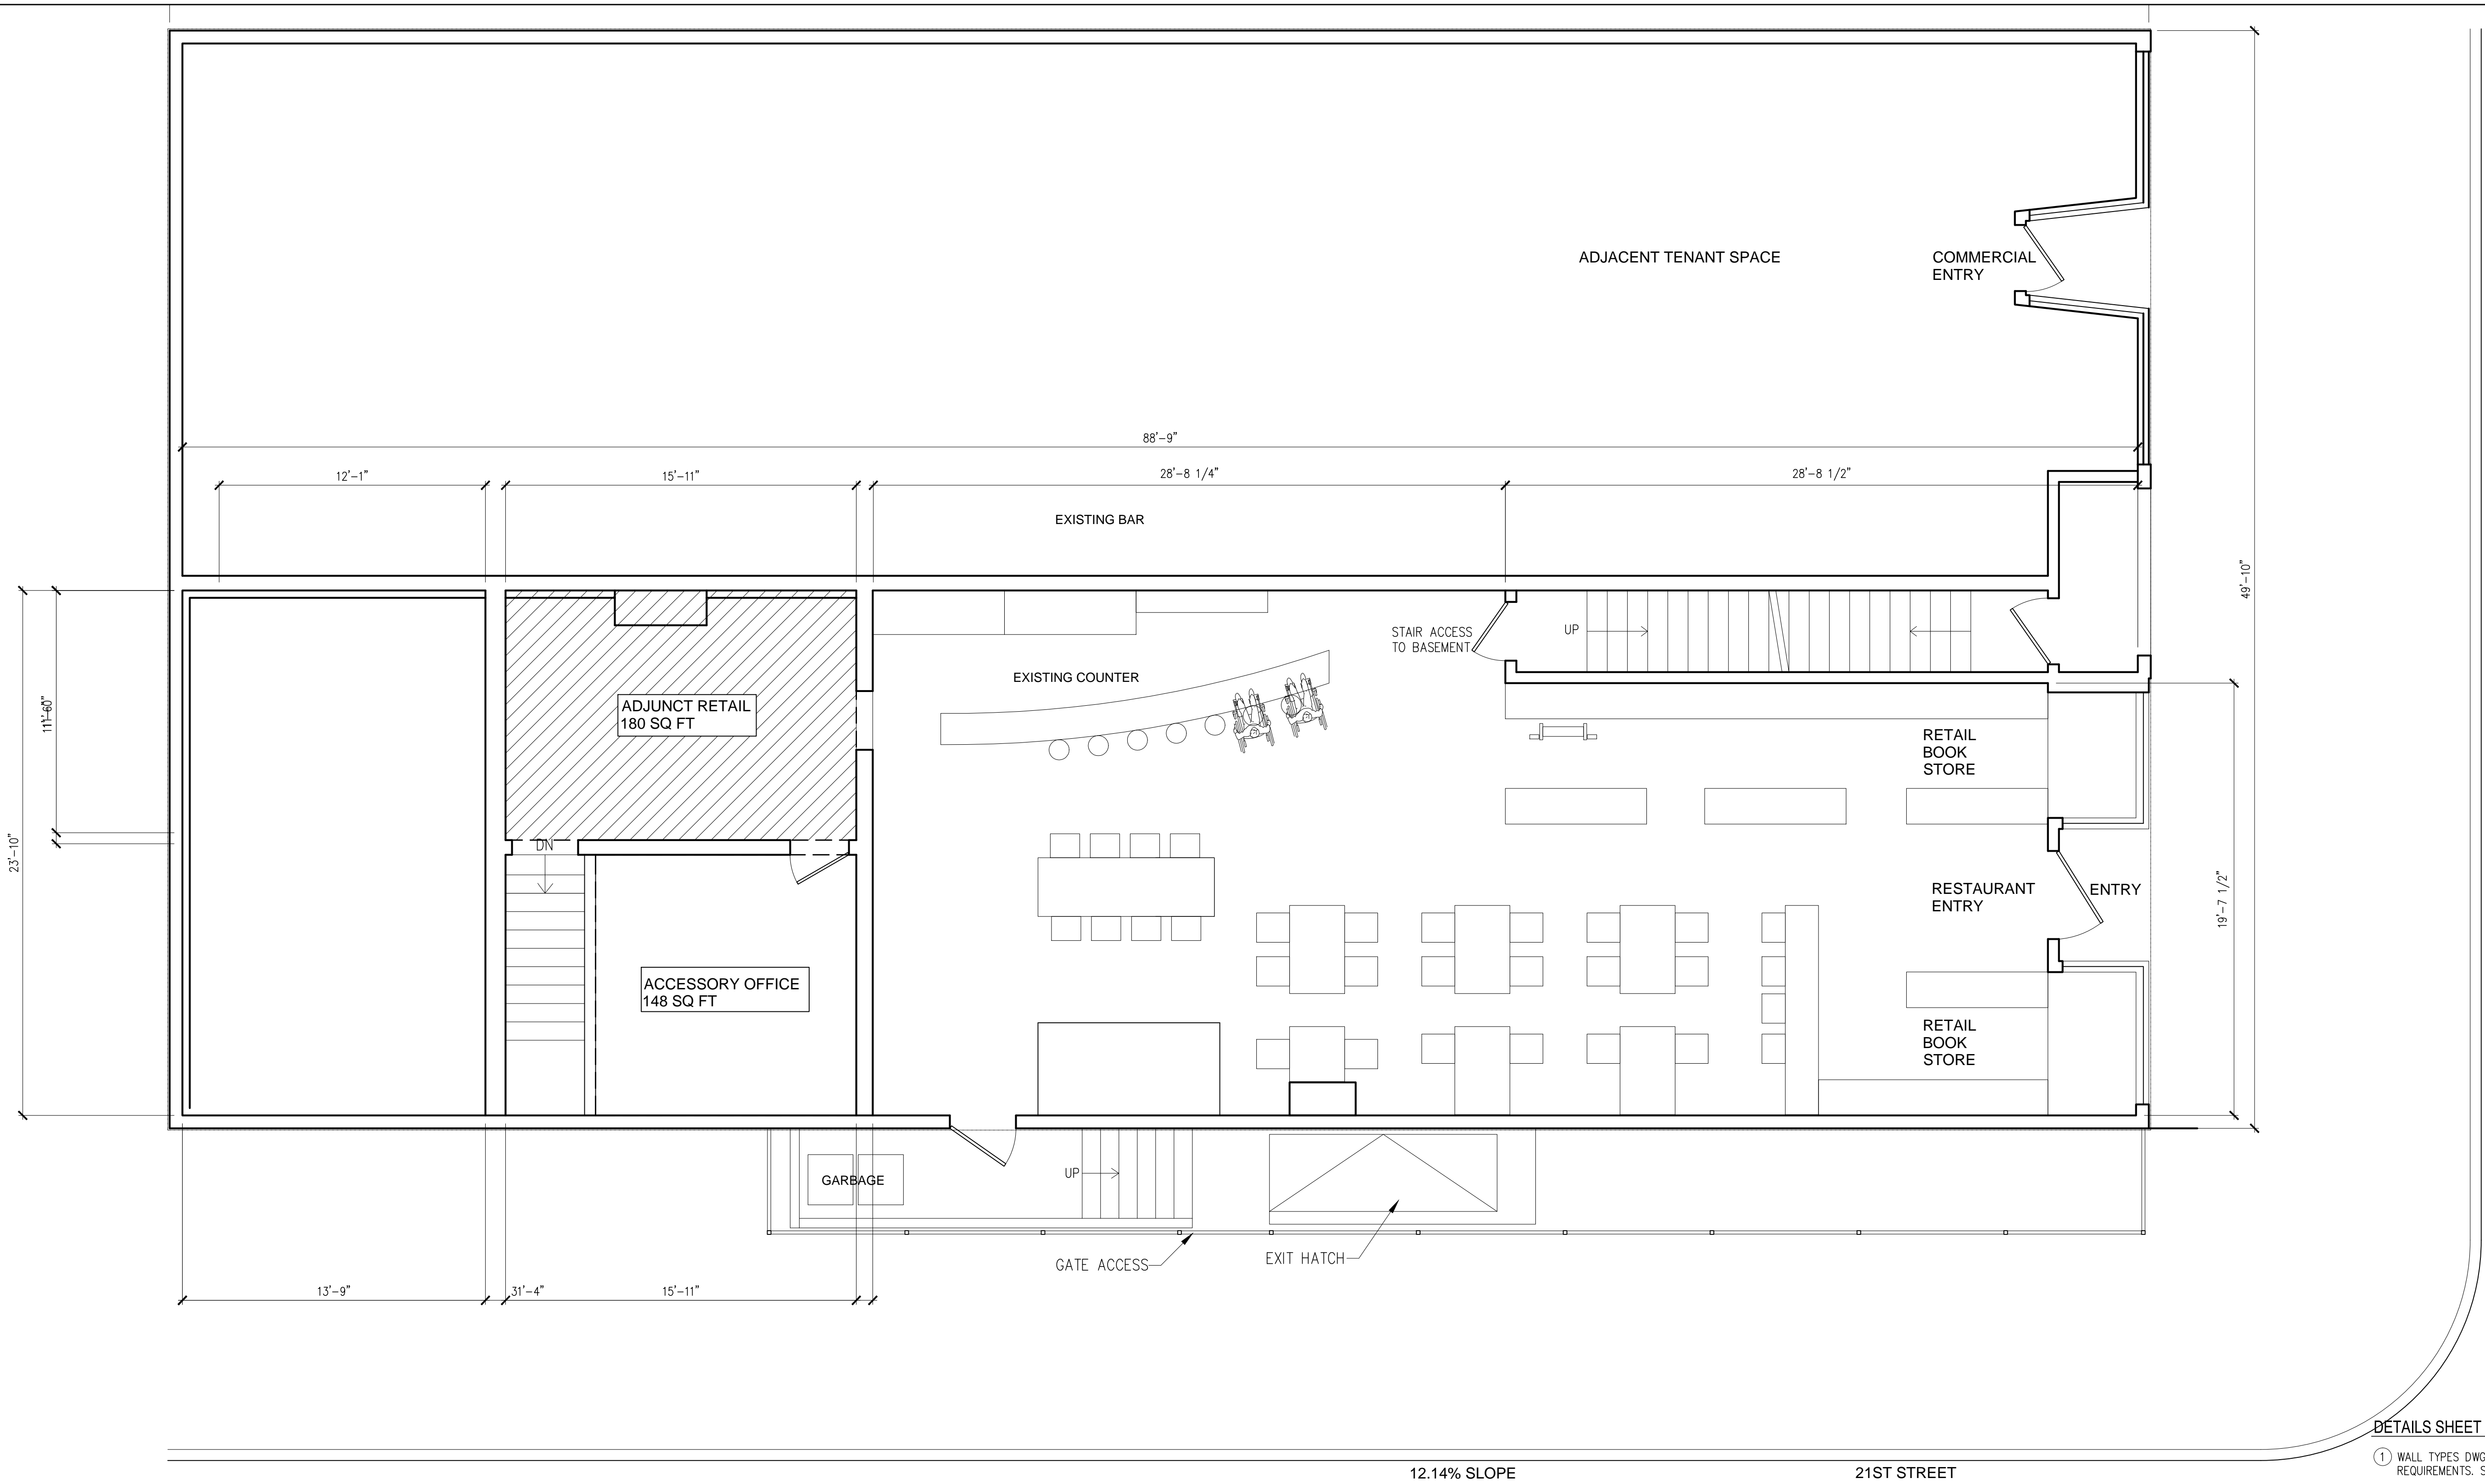 ADJACENT TENANT SPACE
COMMERCIAL
ENTRY
88'-9"
12'-1"
15'-11"
28'-8 1/4"
28'-8 1/2"
EXISTING BAR
49'-10"
STAIR ACCESS
TO BASEMENT
UP
EXISTING COUNTER
ADJUNCT RETAIL
180 SQ FT
RETAIL
BOOK
STORE
DN
23'-10"
RESTAURANT
ENTRY
ENTRY
19'-7 1/2"
ACCESSORY OFFICE
148 SQ FT
RETAIL
BOOK
STORE
GARBAGE
UP
GATE ACCESS
EXIT HATCH
13'-9"
31'-4"
15'-11"
DETAILS SHEET
1 WALL TYPES DWG
REQUIREMENTS. S
12.14% SLOPE
21ST STREET